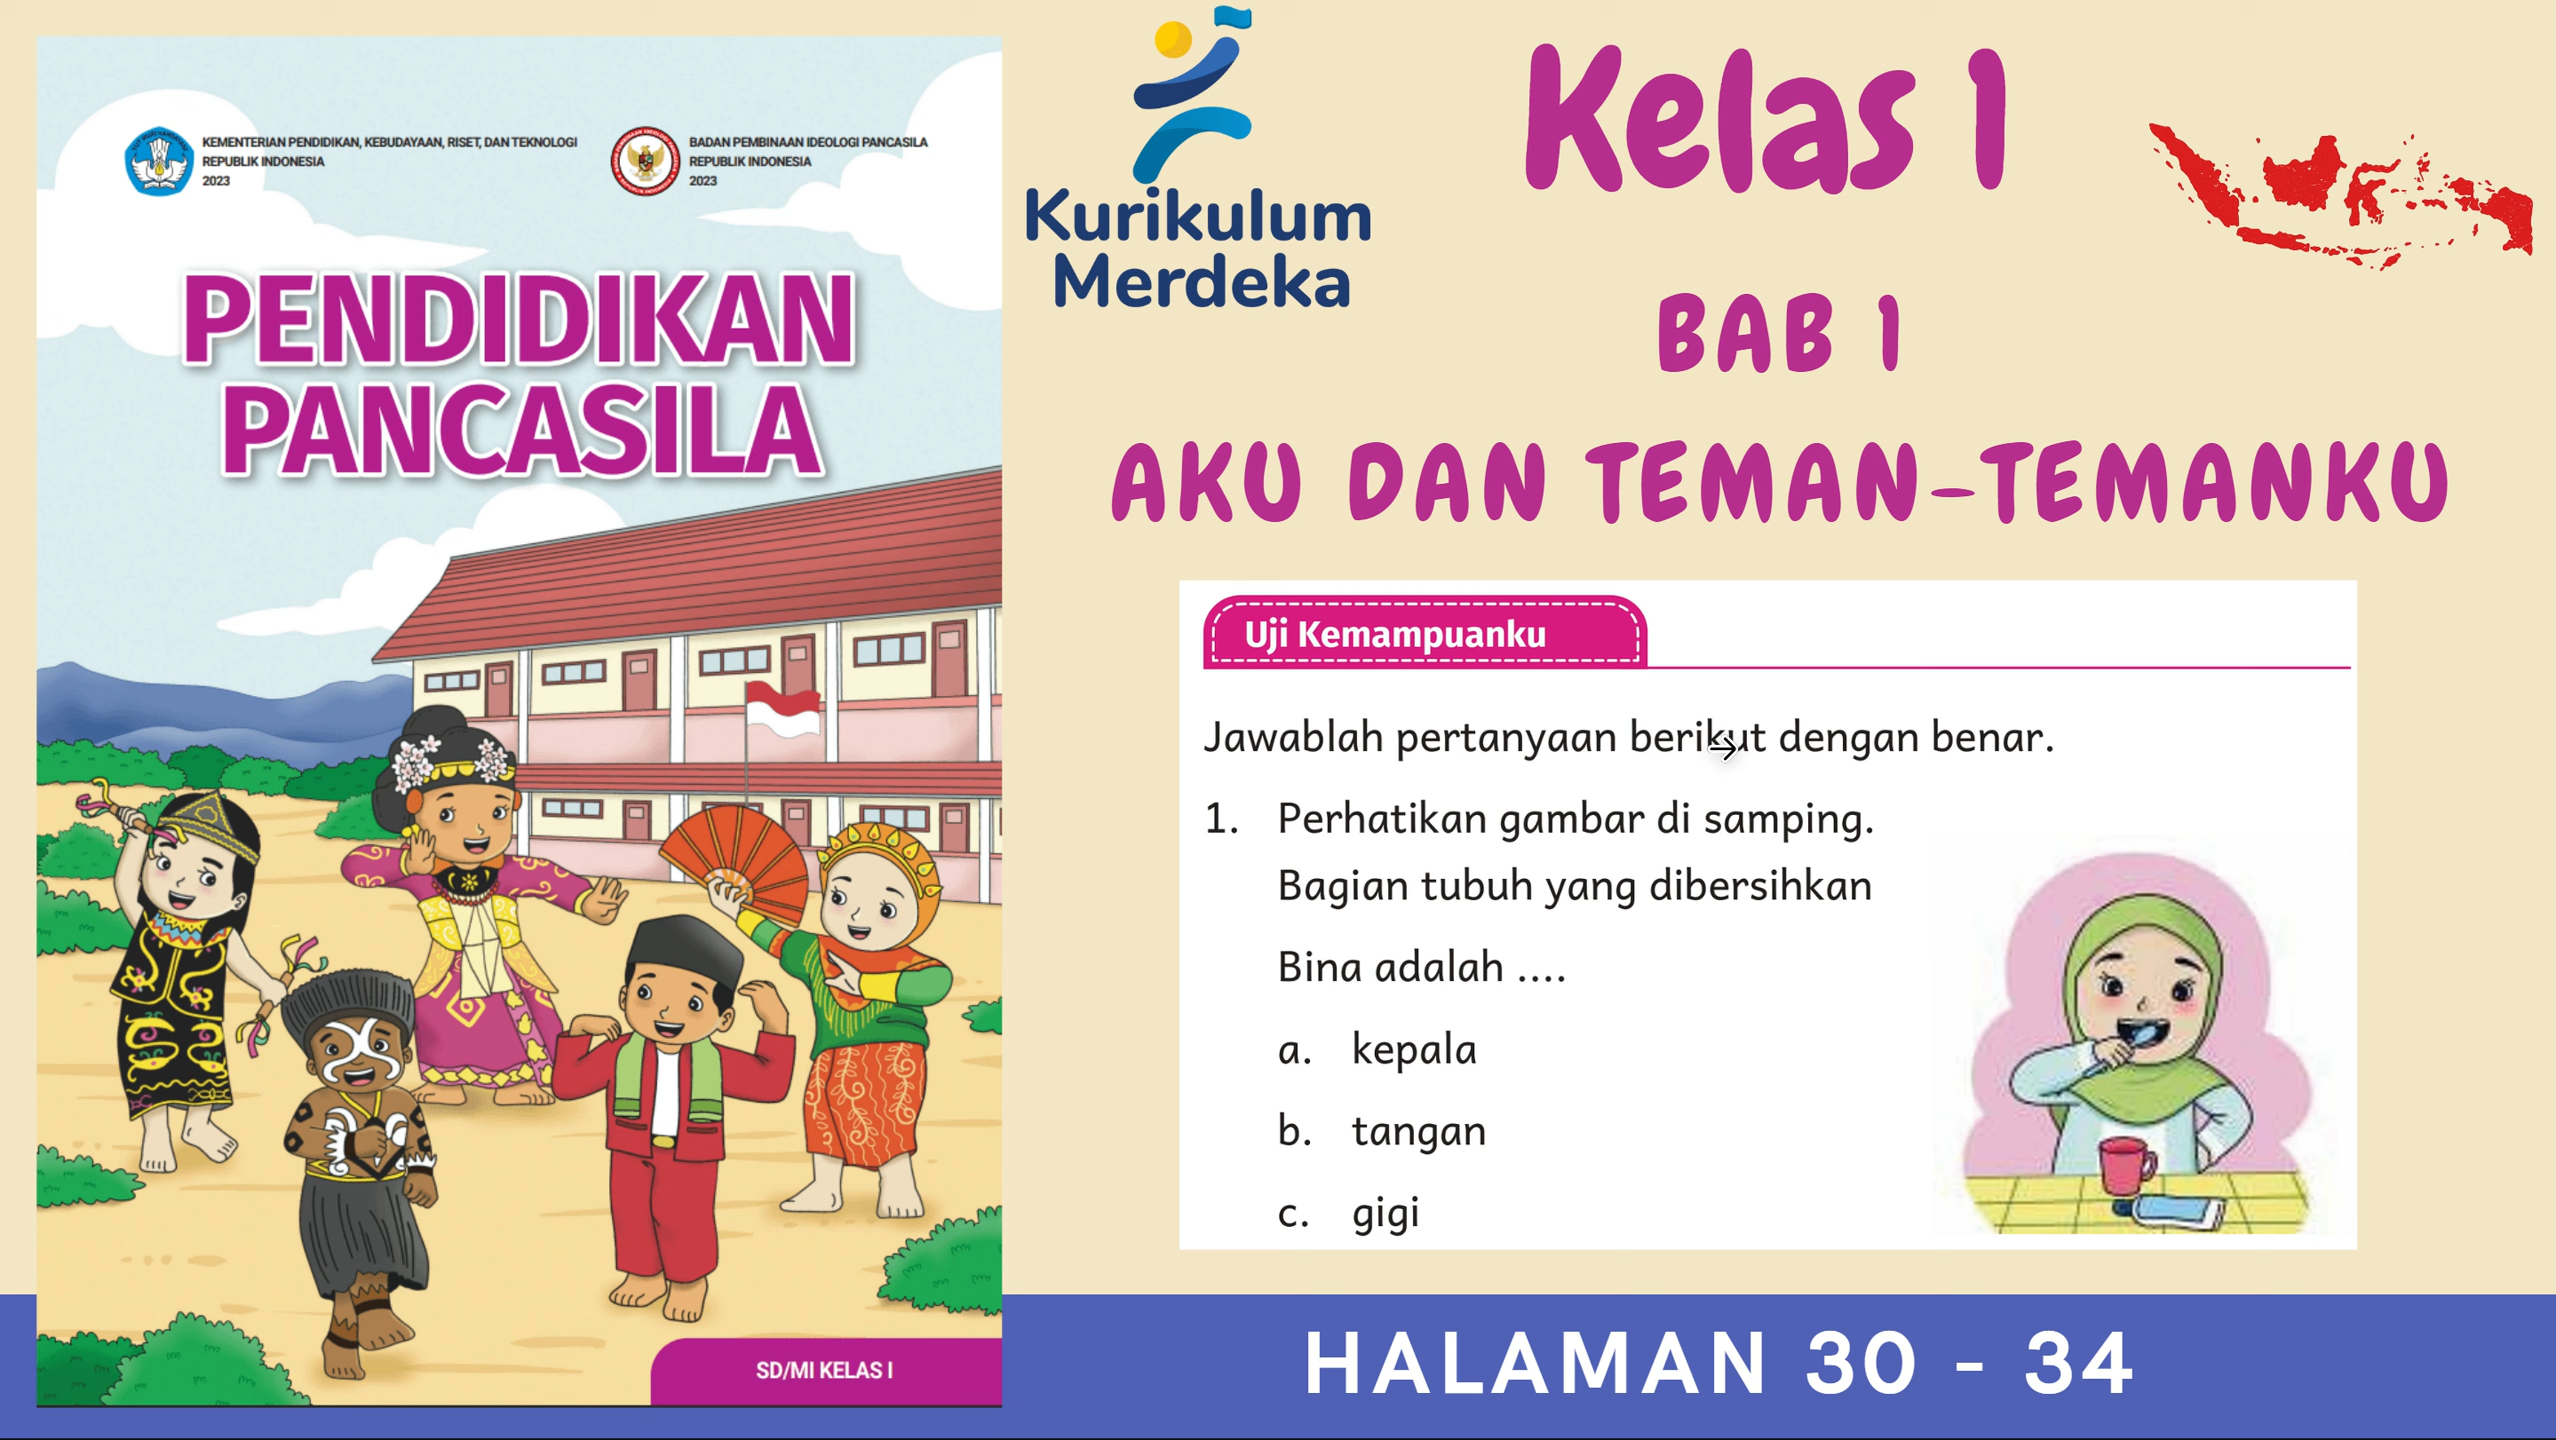 KEMENTERIAN PENDIDIKAN, KEBUDAYAAN, RISET, DAN TEKNOLOGI
REPUBLIK INDONESIA
2023
BADAN PEMBINAAN IDEOLOGI PANCASILA
REPUBLIK INDONESIA
2023
PENDIDIKAN
PANCASILA
SD/MI KELAS I
Kurikulum
Merdeka
Kelas 1
BAB 1
AKU DAN TEMAN-TEMANKU
Uji Kemampuanku
Jawablah pertanyaan berikut dengan benar.
1. Perhatikan gambar di samping.
Bagian tubuh yang dibersihkan
Bina adalah ....
a. kepala
b. tangan
c. gigi
HALAMAN 30 - 34